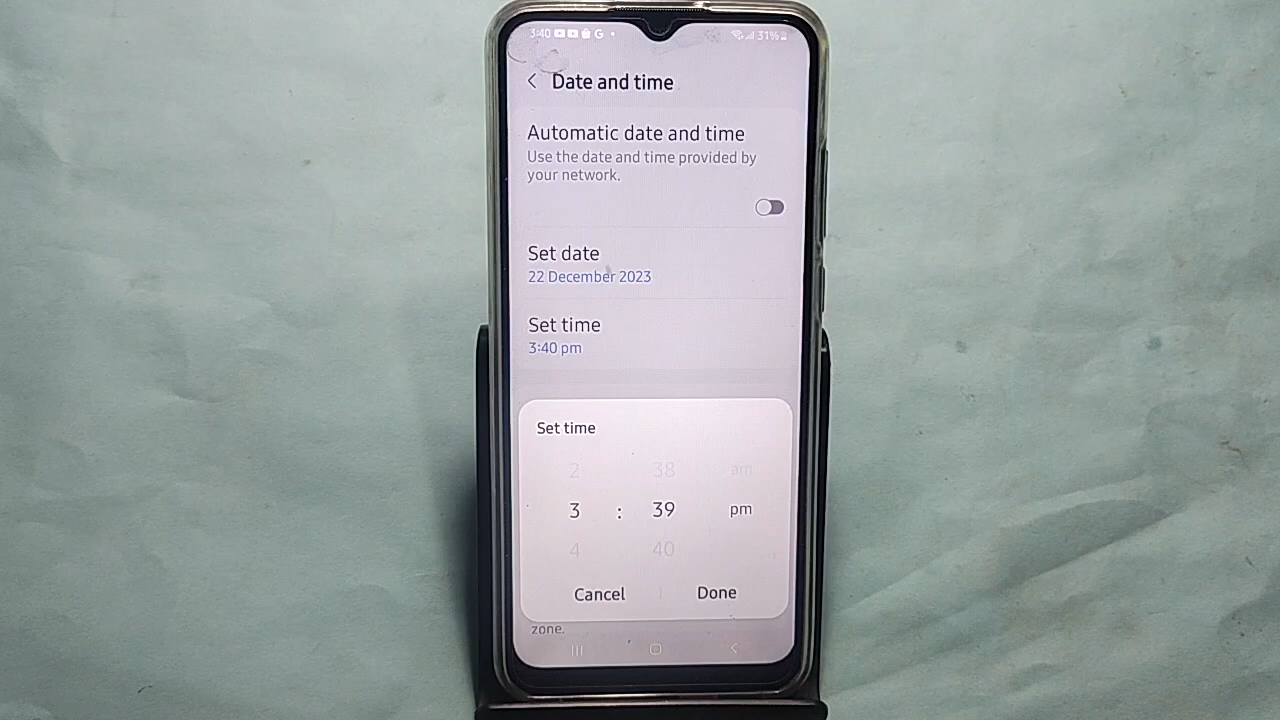 3:40 G 31%
Date and time
Automatic date and time
Use the date and time provided by
your network.
Set date
22 December 2023
Set time
3:40 pm
Set time
2 38 am
3 : 39 pm
4 40
Cancel Done
zone.